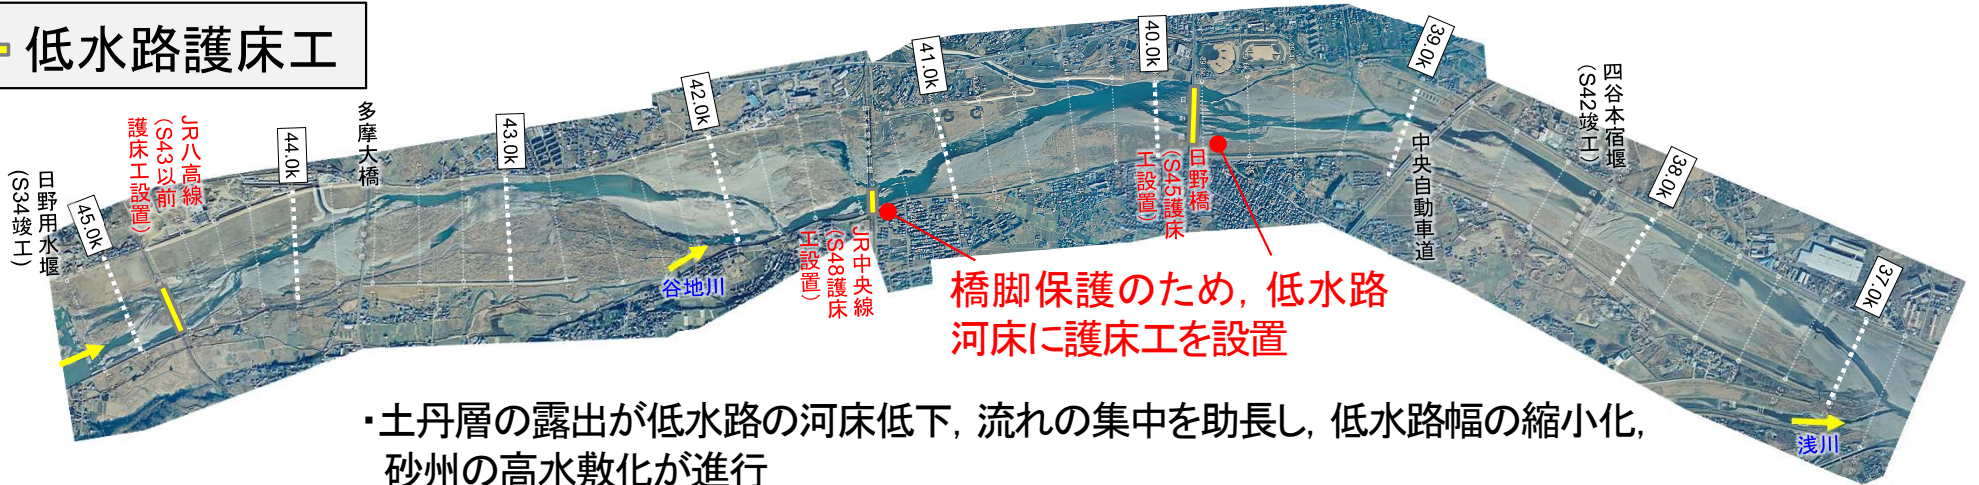 低水路護床工
日野用水堰
(S34竣工)
45.0k
JR八高線
(S43以前
護床工設置)
44.0k
多摩大橋
43.0k
42.0k
谷地川
JR中央線
(S48護床
工設置)
41.0k
40.0k
日野橋
(S45護床
工設置)
39.0k
中央自動車道
四谷本宿堰
(S42竣工)
38.0k
37.0k
浅川
橋脚保護のため，低水路
河床に護床工を設置
・土丹層の露出が低水路の河床低下，流れの集中を助長し，低水路幅の縮小化，
砂州の高水敷化が進行